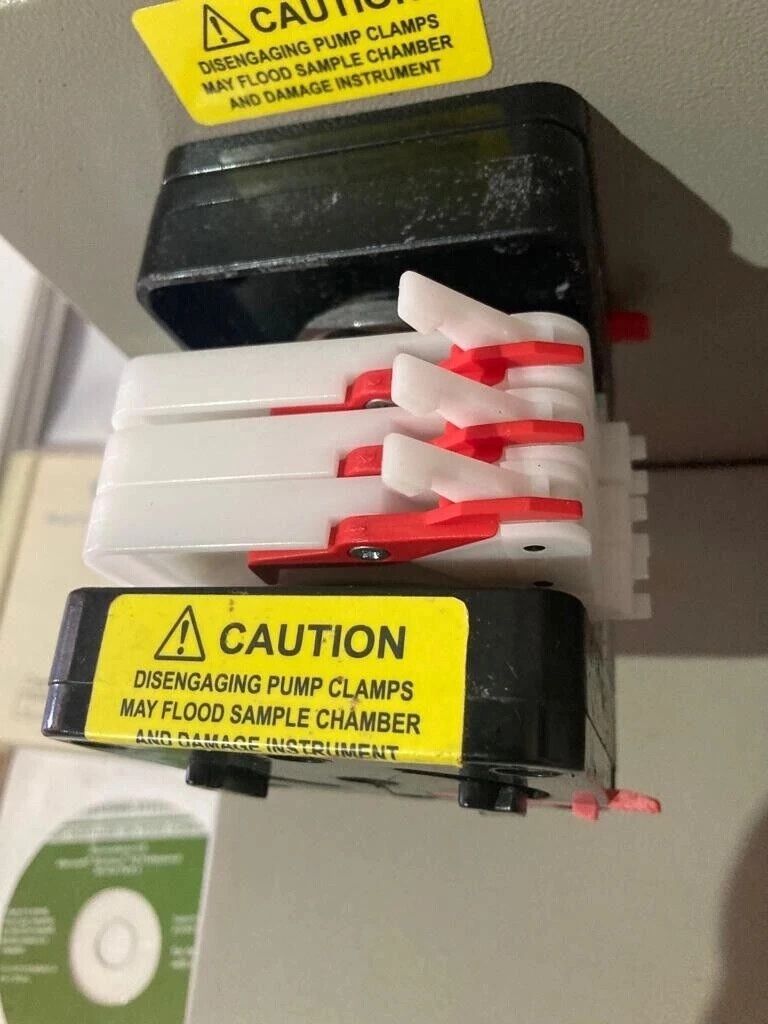 CAUTION
DISENGAGING PUMP CLAMPS
MAY FLOOD SAMPLE CHAMBER
AND DAMAGE INSTRUMENT
CAUTION
DISENGAGING PUMP CLAMPS
MAY FLOOD SAMPLE CHAMBER
AND DAMAGE INSTRUMENT